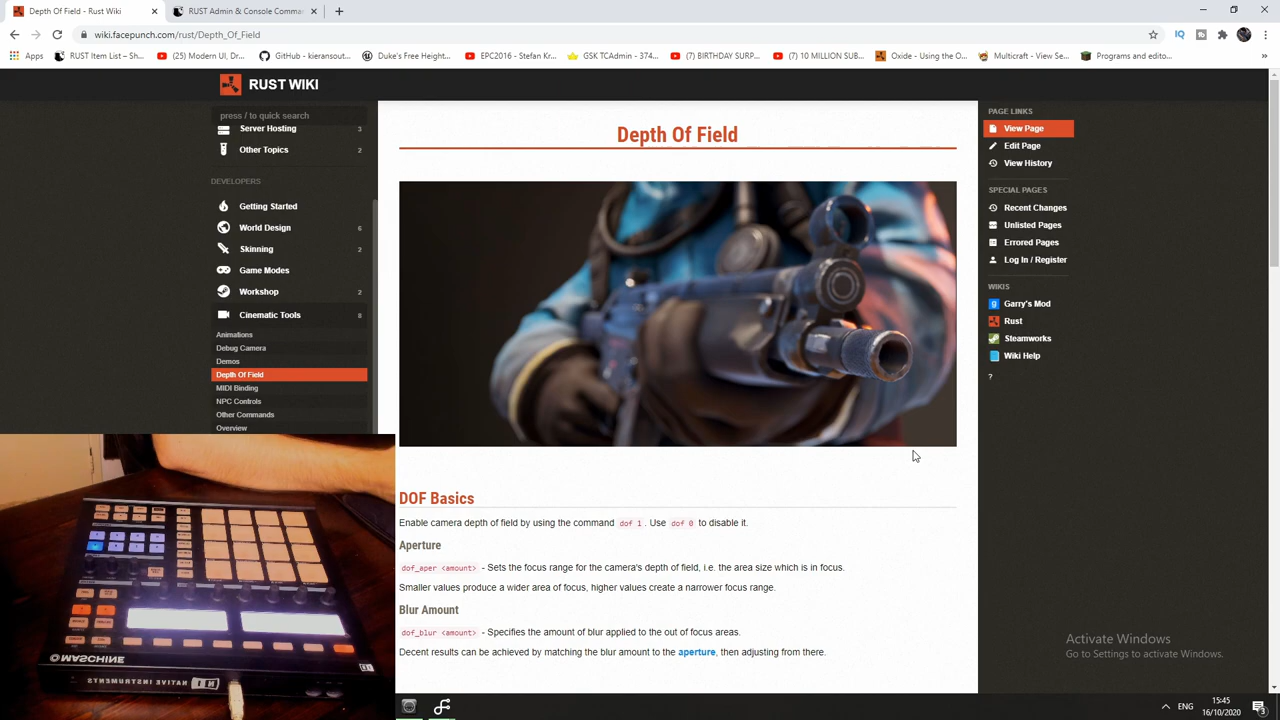 Depth Of Field - Rust Wiki
RUST Admin & Console Comma
wiki.facepunch.com/rust/Depth_Of_Field
Apps
RUST Item List – Sh...
(25) Modern UI, Dr...
GitHub - kieransout...
Duke's Free Height...
EPC2016 - Stefan Kr...
GSK TCAdmin - 374...
(7) BIRTHDAY SURP...
(7) 10 MILLION SUB...
Oxide - Using the O...
Multicraft - View Se...
Programs and edito...
»
RUST WIKI
press / to quick search
Server Hosting 3
Other Topics 2
DEVELOPERS
Getting Started
World Design 6
Skinning 2
Game Modes
Workshop 2
Cinematic Tools 8
Animations
Debug Camera
Demos
Depth Of Field
MIDI Binding
NPC Controls
Other Commands
Overview
Depth Of Field
DOF Basics
Enable camera depth of field by using the command dof 1 . Use dof 0 to disable it.
Aperture
dof_aper <amount> - Sets the focus range for the camera's depth of field, i.e. the area size which is in focus.
Smaller values produce a wider area of focus, higher values create a narrower focus range.
Blur Amount
dof_blur <amount> - Specifies the amount of blur applied to the out of focus areas.
Decent results can be achieved by matching the blur amount to the aperture, then adjusting from there.
PAGE LINKS
View Page
Edit Page
View History
SPECIAL PAGES
Recent Changes
Unlisted Pages
Errored Pages
Log In / Register
WIKIS
Garry's Mod
Rust
Steamworks
Wiki Help
?
MASCHINE
NATIVE INSTRUMENTS
Activate Windows
Go to Settings to activate Windows.
ENG
15:45
16/10/2020
3